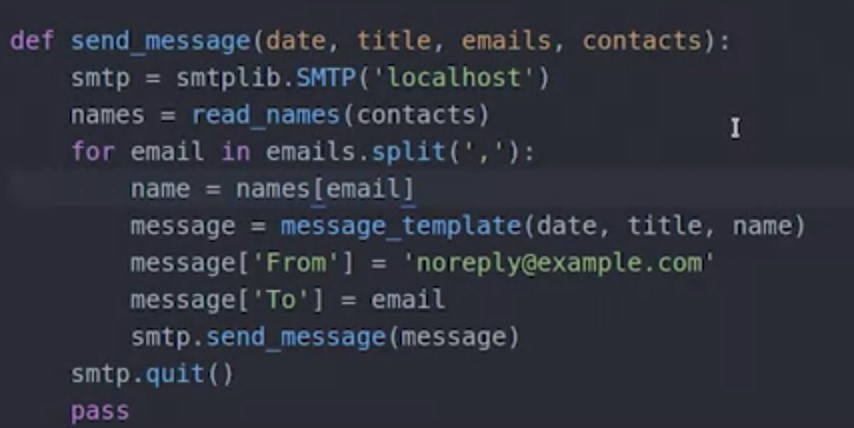 def send_message(date, title, emails, contacts):
    smtp = smtplib.SMTP('localhost')
    names = read_names(contacts)
    for email in emails.split(','):
        name = names[email]
        message = message_template(date, title, name)
        message['From'] = 'noreply@example.com'
        message['To'] = email
        smtp.send_message(message)
    smtp.quit()
    pass